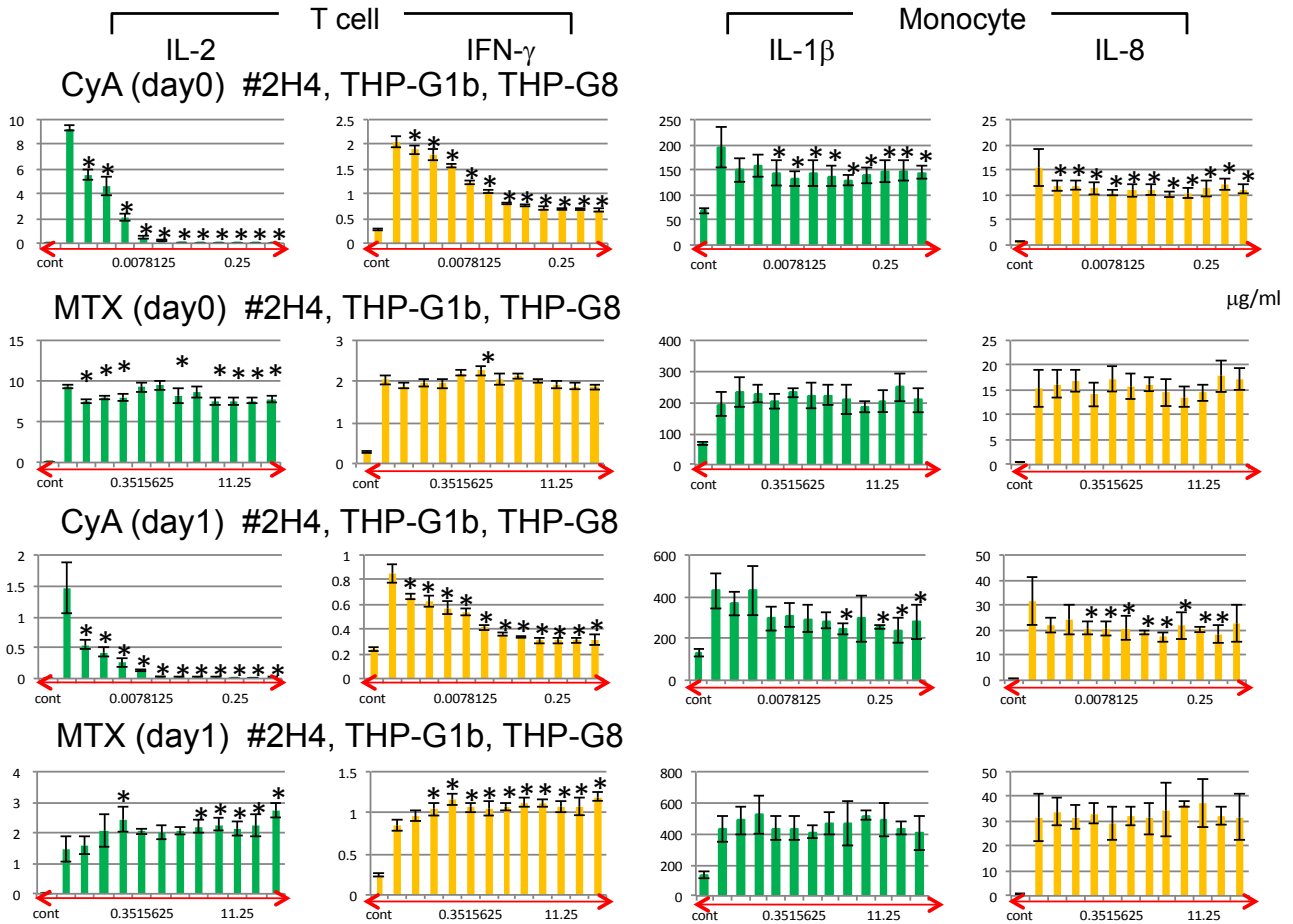 T cell Monocyte
IL-2 IFN-γ IL-1β IL-8
CyA (day0) #2H4, THP-G1b, THP-G8
10
8
6
4
2
0
* * * * * * * * * * *
cont 0.0078125 0.25
2.5
2
1.5
1
0.5
0
* * * * * * * * * * *
cont 0.0078125 0.25
250
200
150
100
50
0
* * * * * * * * *
cont 0.0078125 0.25
25
20
15
10
5
0
* * * * * * * * * * *
cont 0.0078125 0.25
μg/ml
MTX (day0) #2H4, THP-G1b, THP-G8
15
10
5
0
* * * * * * * *
cont 0.3515625 11.25
3
2
1
0
*
cont 0.3515625 11.25
400
300
200
100
0
cont 0.3515625 11.25
25
20
15
10
5
0
cont 0.3515625 11.25
CyA (day1) #2H4, THP-G1b, THP-G8
2
1.5
1
0.5
0
* * * * * * * * * * *
cont 0.0078125 0.25
1
0.8
0.6
0.4
0.2
0
* * * * * * * * * * *
cont 0.0078125 0.25
600
400
200
0
* * * *
cont 0.0078125 0.25
50
40
30
20
10
0
* * * * * * * *
cont 0.0078125 0.25
MTX (day1) #2H4, THP-G1b, THP-G8
4
3
2
1
0
* * * * * *
cont 0.3515625 11.25
1.5
1
0.5
0
* * * * * * * * * *
cont 0.3515625 11.25
800
600
400
200
0
cont 0.3515625 11.25
50
40
30
20
10
0
cont 0.3515625 11.25